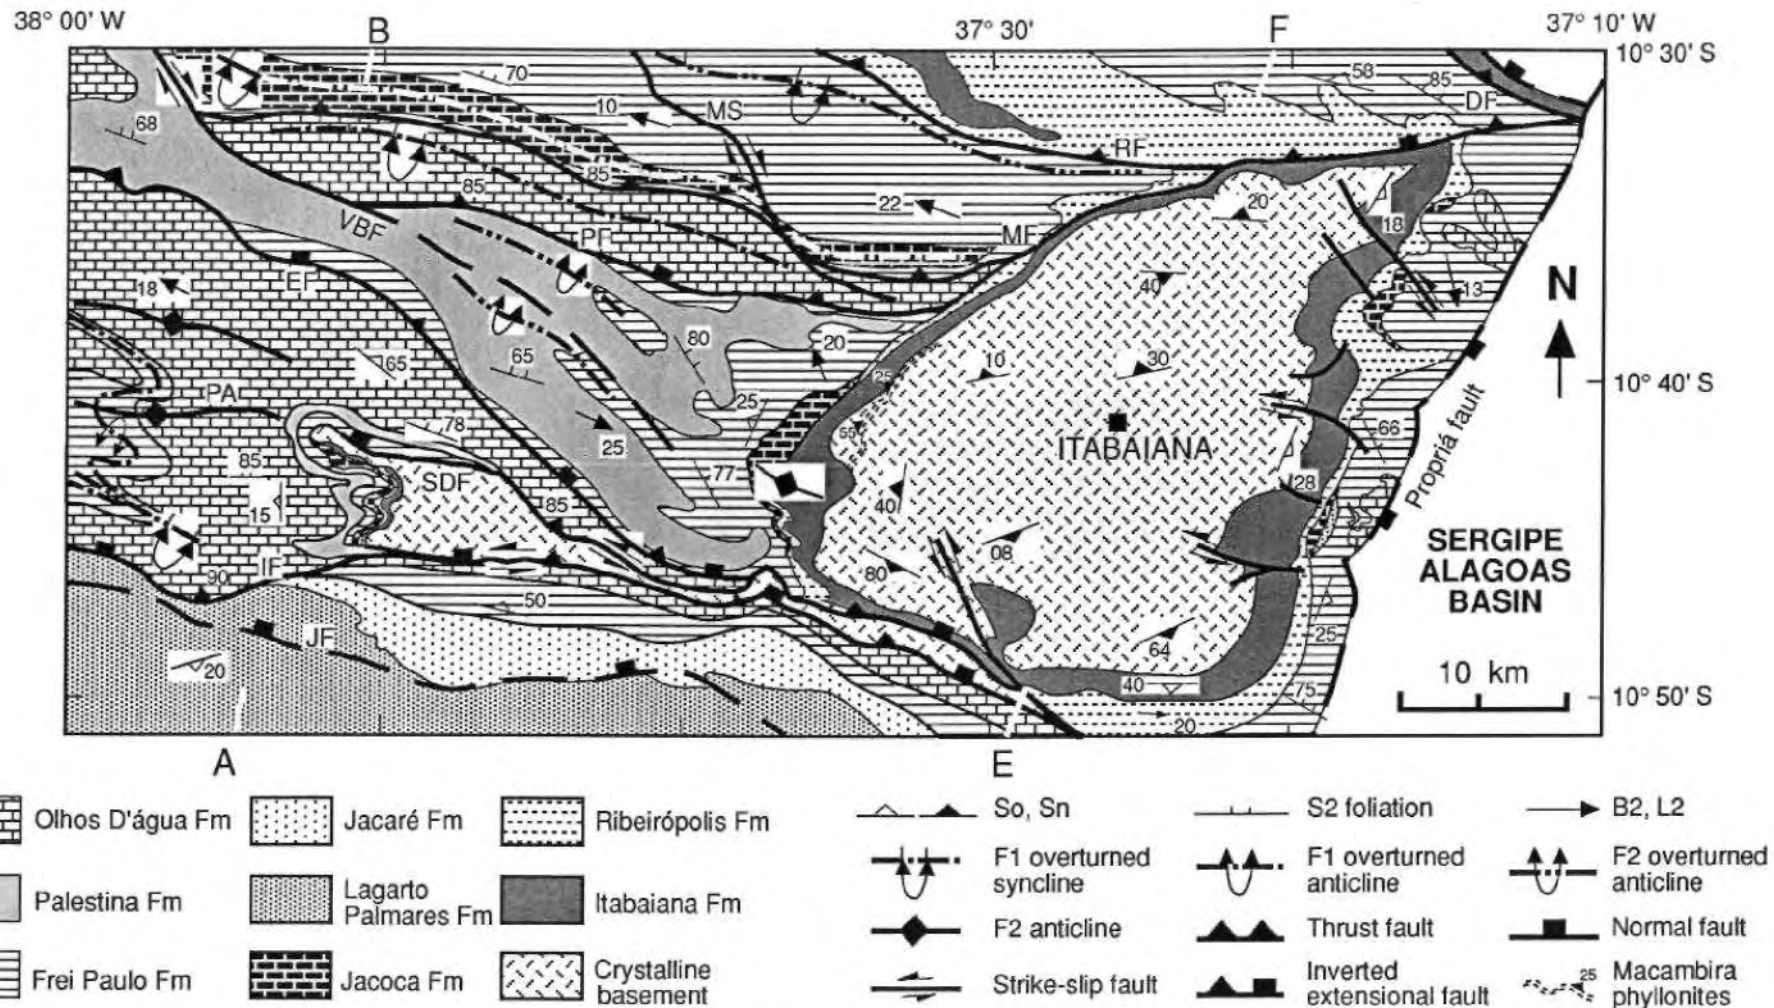 38° 00' W
B
37° 30'
F
37° 10' W
10° 30' S
70
58
85
DF
10
MS
68
RF
85
85
20
22
18
VBF
PF
MF
EF
40
13
N
18
80
20
65
65
10
30
25
10° 40' S
PA
25
78
55
66
ITABAIANA
Propriá fault
85
25
77
SDF
28
40
15
85
08
SERGIPE
ALAGOAS
BASIN
80
90
IF
50
25
JF
64
20
10 km
40
75
10° 50' S
20
A
E
Olhos D'água Fm
Jacaré Fm
Ribeirópolis Fm
So, Sn
S2 foliation
B2, L2
F1 overturned
syncline
F1 overturned
anticline
F2 overturned
anticline
Palestina Fm
Lagarto
Palmares Fm
Itabaiana Fm
F2 anticline
Thrust fault
Normal fault
Frei Paulo Fm
Jacoca Fm
Crystalline
basement
Strike-slip fault
Inverted
extensional fault
25
Macambira
phyllonites